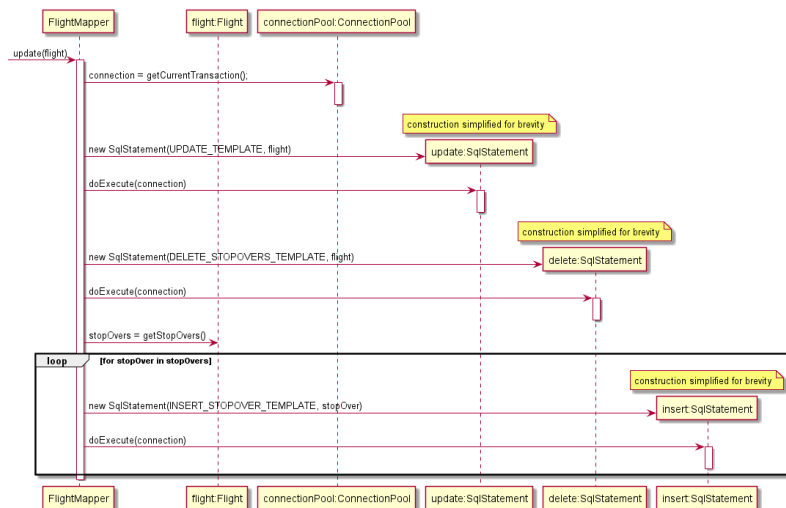 FlightMapper
flight:Flight
connectionPool:ConnectionPool
update(flight)
connection = getCurrentTransaction();
construction simplified for brevity
new SqlStatement(UPDATE_TEMPLATE, flight)
update:SqlStatement
doExecute(connection)
construction simplified for brevity
new SqlStatement(DELETE_STOPOVERS_TEMPLATE, flight)
delete:SqlStatement
doExecute(connection)
stopOvers = getStopOvers()
loop
[for stopOver in stopOvers]
construction simplified for brevity
new SqlStatement(INSERT_STOPOVER_TEMPLATE, stopOver)
insert:SqlStatement
doExecute(connection)
FlightMapper
flight:Flight
connectionPool:ConnectionPool
update:SqlStatement
delete:SqlStatement
insert:SqlStatement